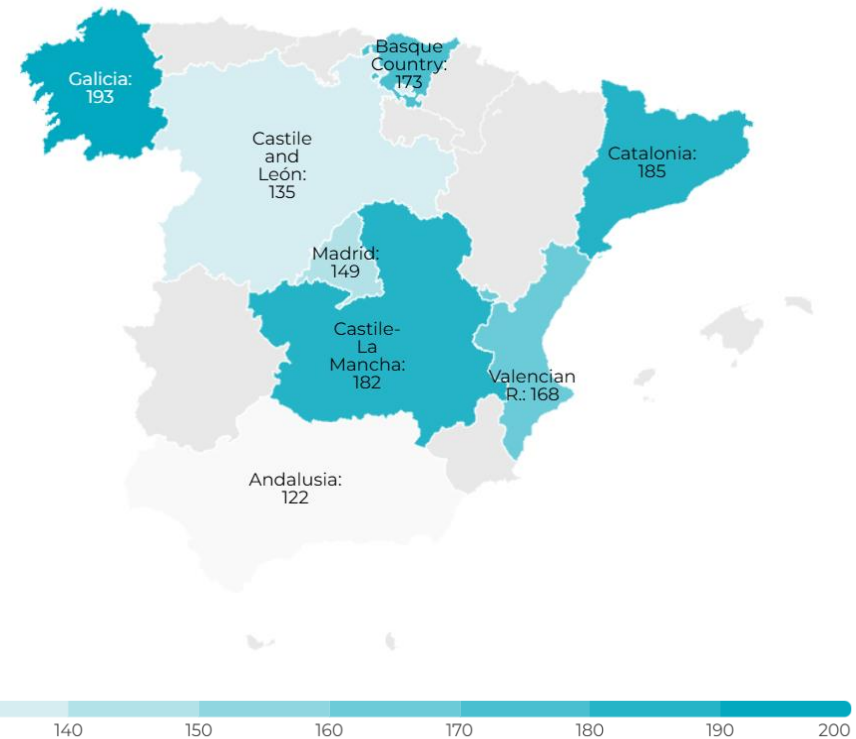 Galicia:
193
Basque
Country:
173
Castile
and
León:
135
Catalonia:
185
Madrid:
149
Castile-
La
Mancha:
182
Valencian
R.: 168
Andalusia:
122
140 150 160 170 180 190 200